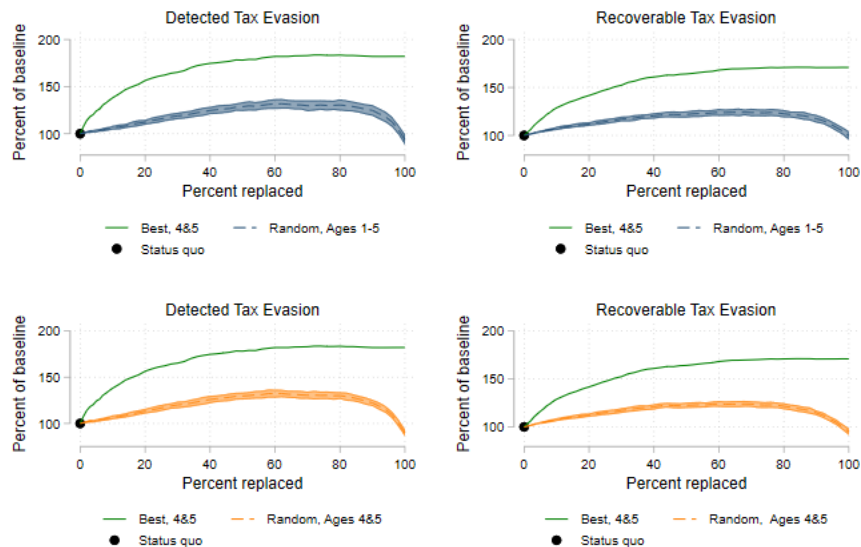 Detected Tax Evasion
Percent of baseline
200
150
100
0 20 40 60 80 100
Percent replaced
Best, 4&5 Random, Ages 1-5
Status quo
Recoverable Tax Evasion
Percent of baseline
200
150
100
0 20 40 60 80 100
Percent replaced
Best, 4&5 Random, Ages 1-5
Status quo
Detected Tax Evasion
Percent of baseline
200
150
100
0 20 40 60 80 100
Percent replaced
Best, 4&5 Random, Ages 4&5
Status quo
Recoverable Tax Evasion
Percent of baseline
200
150
100
0 20 40 60 80 100
Percent replaced
Best, 4&5 Random, Ages 4&5
Status quo